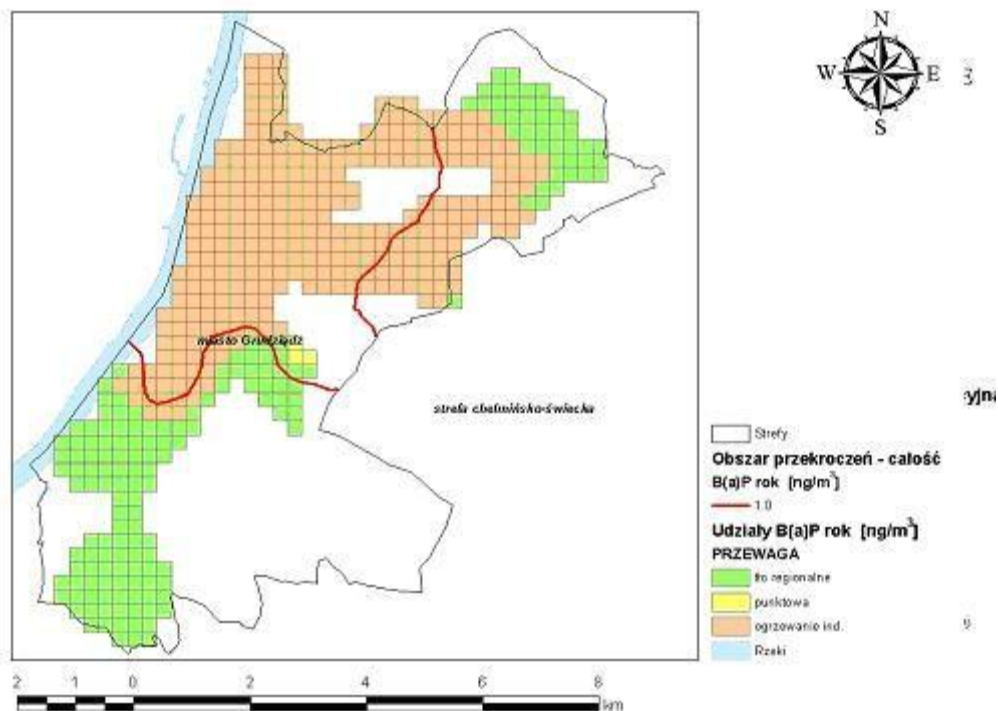 N
W E
S
miasto Grudziądz
strefa chełmińsko-świecka
yjna
Strefy
Obszar przekroczeń - całość
B(a)P rok [ng/m³]
1.0
Udziały B(a)P rok [ng/m³]
PRZEWAGA
tło regionalne
punktowa
ogrzewanie ind.
Rzeki
2 1 0 2 4 6 8
km